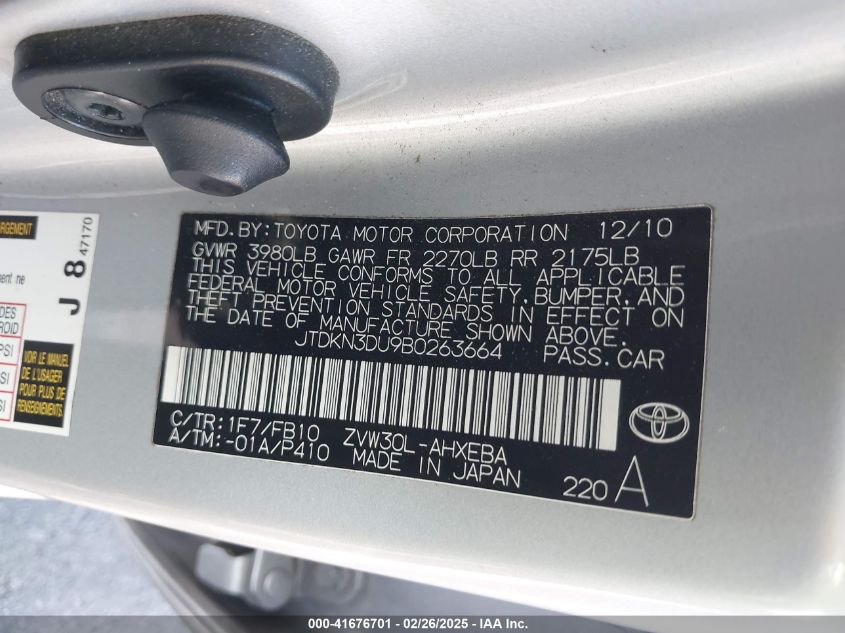 MFD. BY: TOYOTA MOTOR CORPORATION 12/10
GVWR 3980LB GAWR FR 2270LB RR 2175LB
THIS VEHICLE CONFORMS TO ALL APPLICABLE
FEDERAL MOTOR VEHICLE SAFETY, BUMPER, AND
THEFT PREVENTION STANDARDS IN EFFECT ON
THE DATE OF MANUFACTURE SHOWN ABOVE.
JTDKN3DU9B0263664 PASS. CAR
C/TR: 1F7/FB10 ZVW30L-AHXEBA
A/TM: -01A/P410 MADE IN JAPAN
220 A
J 8 47170
VOIR LE MANUEL
DE L'USAGER
POUR PLUS DE
RENSEIGNEMENTS
PSI
000-41676701 / 02/26/2025 - IAA Inc.